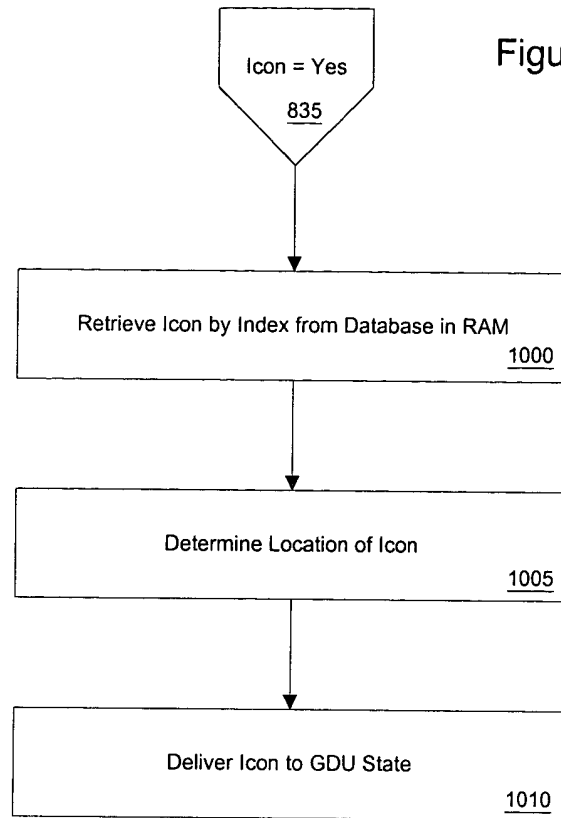 Icon = Yes
Figu
835
Retrieve Icon by Index from Database in RAM
1000
Determine Location of Icon
1005
Deliver Icon to GDU State
1010